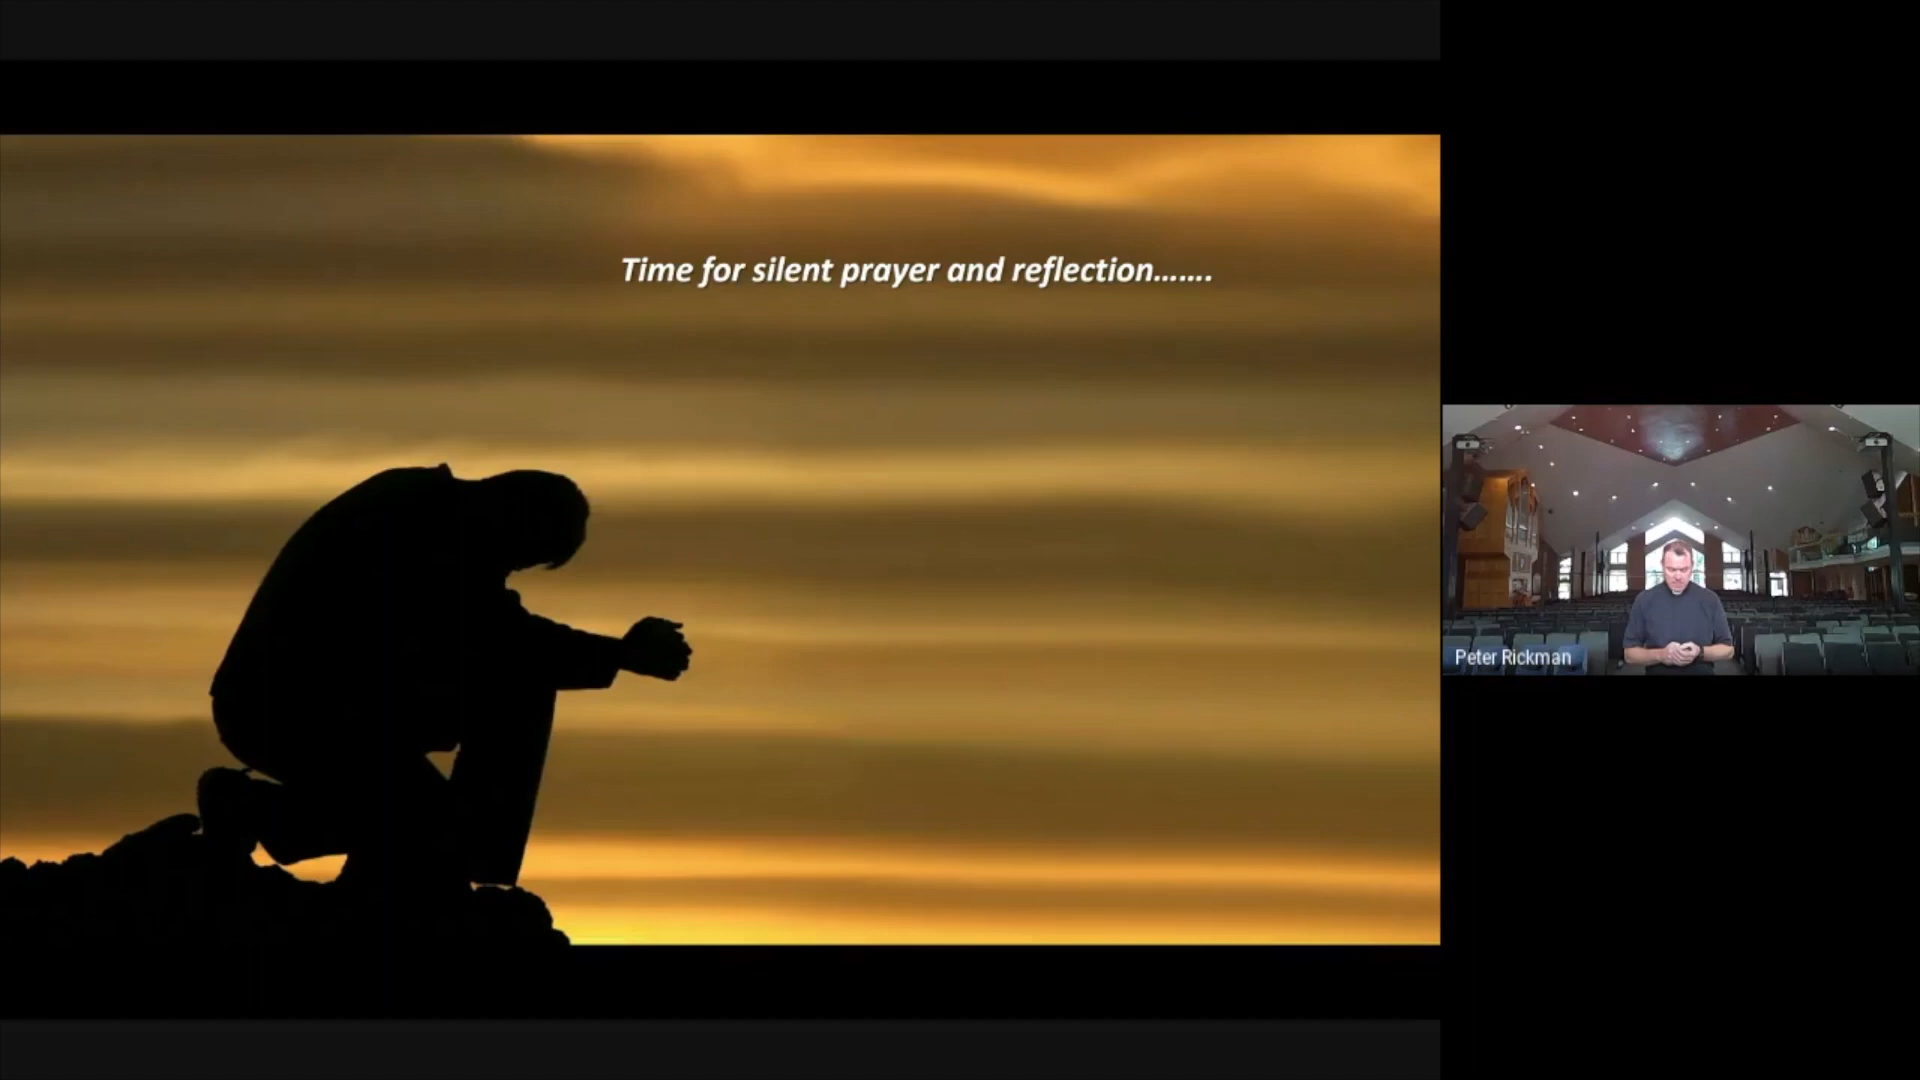 Time for silent prayer and reflection.......
Peter Rickman